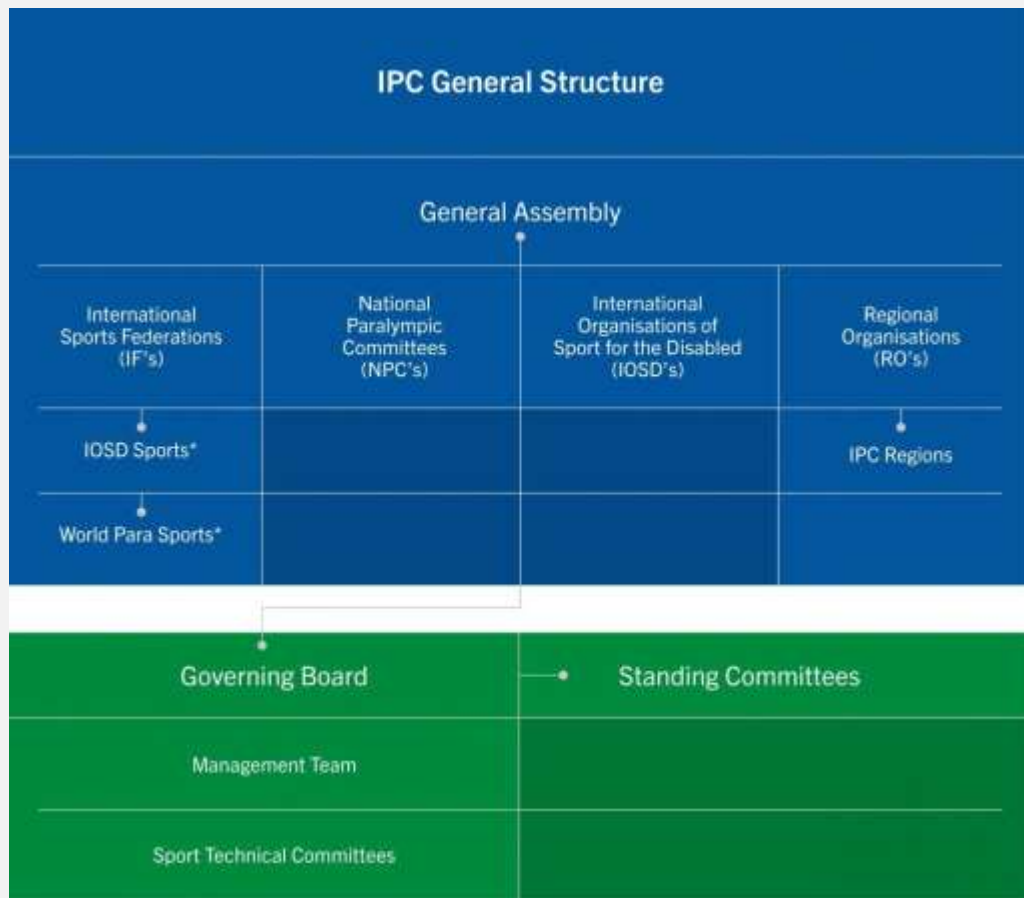 IPC General Structure
General Assembly
International
Sports Federations
(IF's)
National
Paralympic
Committees
(NPC's)
International
Organisations of
Sport for the Disabled
(IOSD's)
Regional
Organisations
(RO's)
IOSD Sports*
IPC Regions
World Para Sports*
Governing Board
Standing Committees
Management Team
Sport Technical Committees